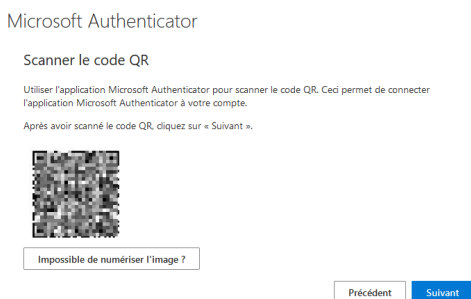 Microsoft Authenticator
Scanner le code QR
Utiliser l'application Microsoft Authenticator pour scanner le code QR. Ceci permet de connecter
l'application Microsoft Authenticator à votre compte.
Après avoir scanné le code QR, cliquez sur « Suivant ».
Impossible de numériser l'image ?
Précédent
Suivant